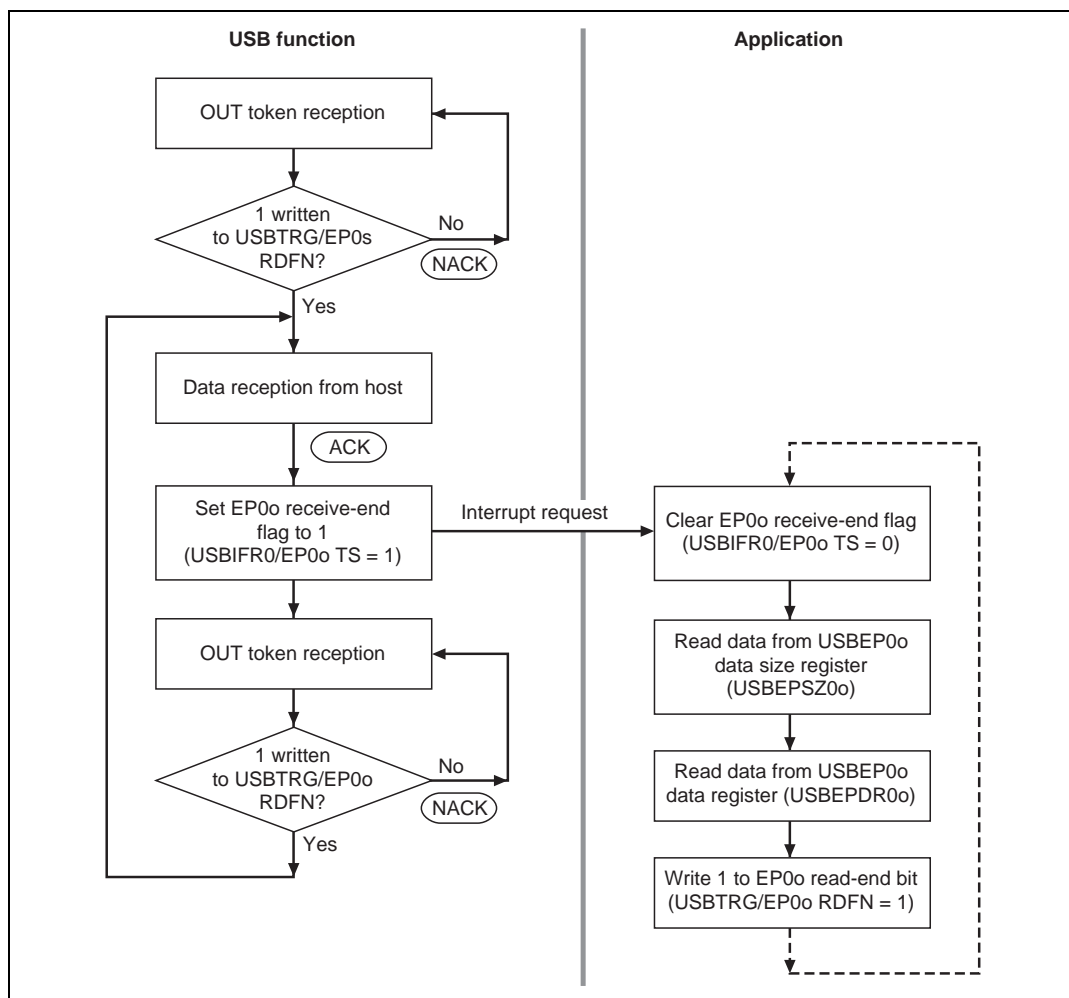 USB function
Application
OUT token reception
1 written
to USBTRG/EP0s
RDFN?
No
NACK
Yes
Data reception from host
ACK
Set EP0o receive-end
flag to 1
(USBIFR0/EP0o TS = 1)
Interrupt request
Clear EP0o receive-end flag
(USBIFR0/EP0o TS = 0)
OUT token reception
Read data from USBEP0o
data size register
(USBEPSZ0o)
1 written
to USBTRG/EP0o
RDFN?
No
NACK
Yes
Read data from USBEP0o
data register (USBEPDR0o)
Write 1 to EP0o read-end bit
(USBTRG/EP0o RDFN = 1)